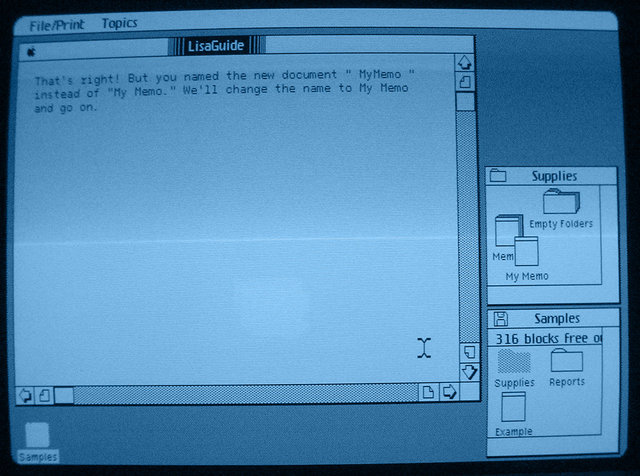 File/Print Topics
LisaGuide
That's right! But you named the new document " MyMemo "
instead of "My Memo." We'll change the name to My Memo
and go on.
Supplies
Empty Folders
Mem
My Memo
Samples
316 blocks free o
Supplies Reports
Example
Samples